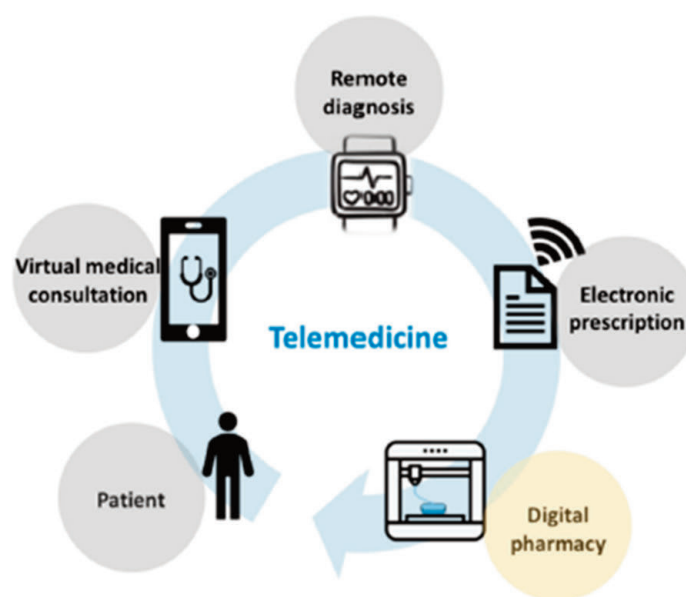 Remote
diagnosis
Virtual medical
consultation
Electronic
prescription
Telemedicine
Patient
Digital
pharmacy